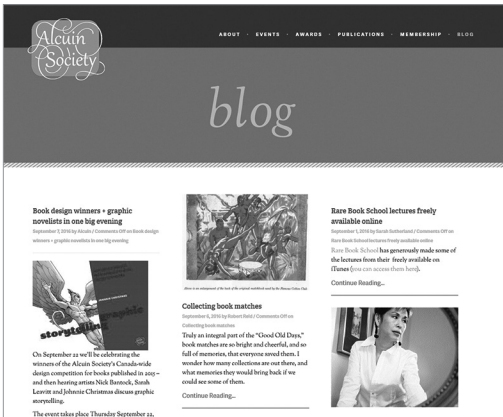 Alcuin
Society
ABOUT · EVENTS · AWARDS · PUBLICATIONS · MEMBERSHIP · BLOG
blog
Book design winners + graphic
novelists in one big evening
September 7, 2016 by Alcuin / Comments Off on Book design
winners + graphic novelists in one big evening
graphic
storytelling
On September 22 we'll be celebrating the
winners of the Alcuin Society's Canada-wide
design competition for books published in 2015 –
and then hearing artists Nick Bantock, Sarah
Leavitt and Johnnie Christmas discuss graphic
storytelling.
The event takes place Thursday September 22,
Collecting book matches
September 5, 2016 by Robert Reid / Comments Off on
Collecting book matches
Truly an integral part of the "Good Old Days,"
book matches are so bright and cheerful, and so
full of memories, that everyone saved them. I
wonder how many collections are out there, and
what memories they would bring back if we
could see some of them.
Continue Reading...
Rare Book School lectures freely
available online
September 1, 2016 by Sarah Sutherland / Comments Off on
Rare Book School lectures freely available online
Rare Book School has generously made some of
the lectures from their freely available on
iTunes (you can access them here).
Continue Reading...